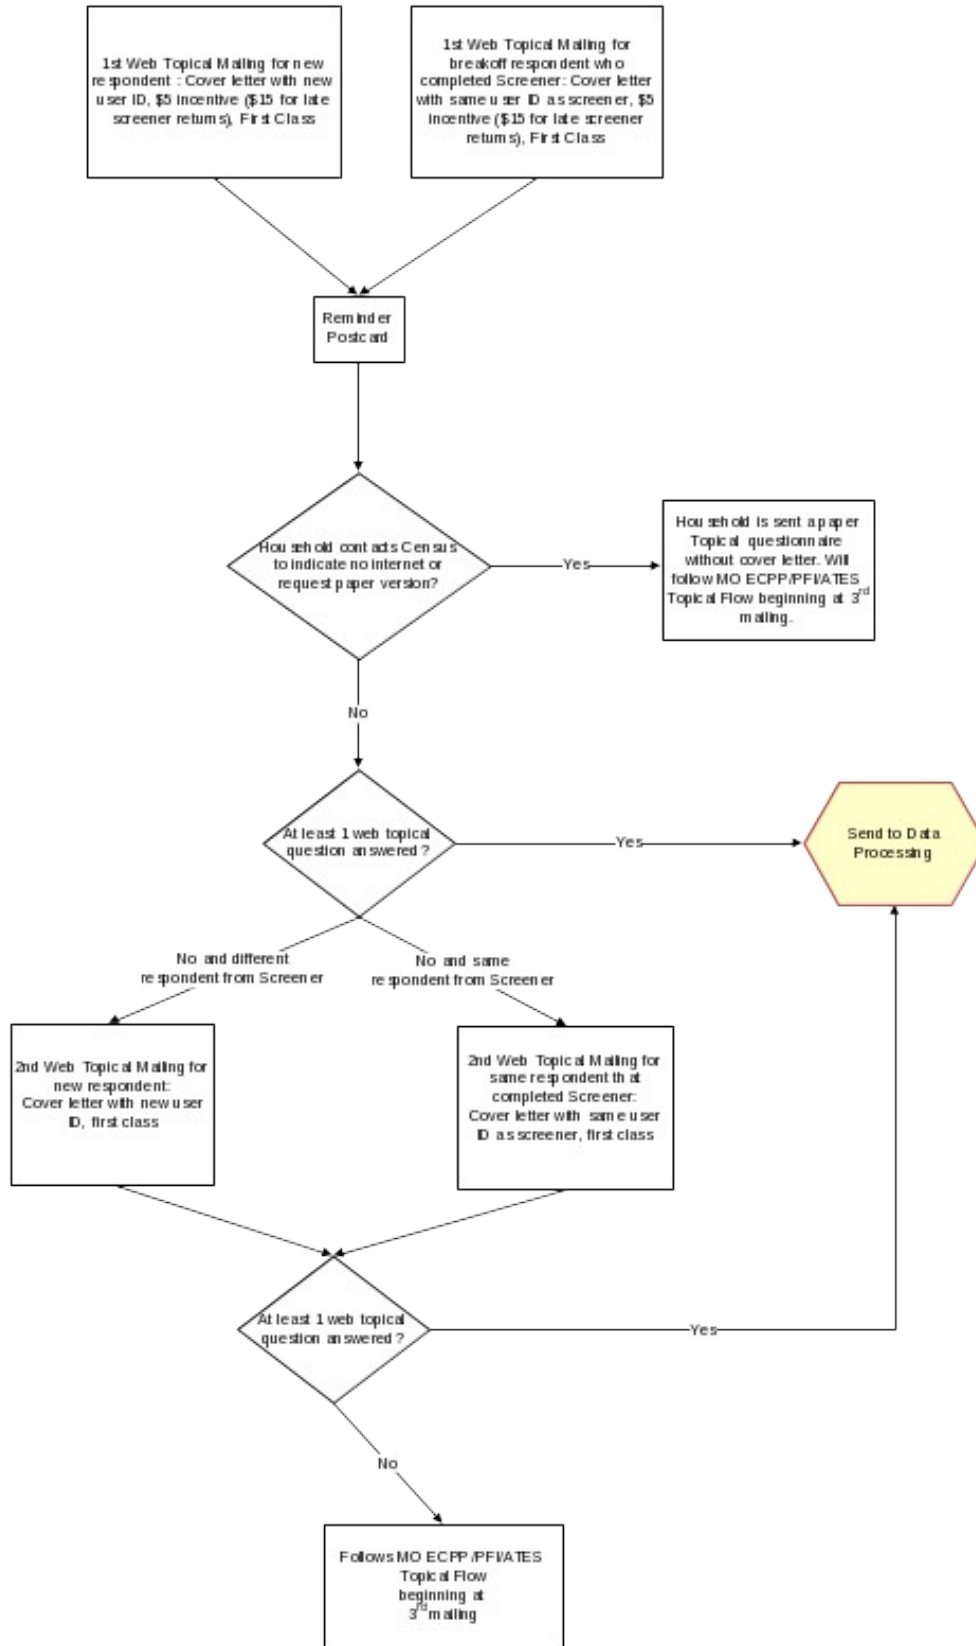 1st Web Topical Mailing for new
respondent : Cover letter with new
user ID, $5 incentive ($15 for late
screener returns), First Class
1st Web Topical Mailing for
breakoff respondent who
completed Screener: Cover letter
with same user ID as screener, $5
incentive ($15 for late screener
returns), First Class
Reminder
Postcard
Household contacts Census
to indicate no internet or
request paper version?
Yes
Household is sent a paper
Topical questionnaire
without cover letter. Will
follow MO ECPP/PFI/ATES
Topical Flow beginning at 3rd
mailing.
No
At least 1 web topical
question answered?
Yes
Send to Data
Processing
No and different
respondent from Screener
No and same
respondent from Screener
2nd Web Topical Mailing for
new respondent:
Cover letter with new user
ID, first class
2nd Web Topical Mailing for
same respondent that
completed Screener:
Cover letter with same user
ID as screener, first class
At least 1 web topical
question answered?
Yes
No
Follows MO ECPP/PFI/ATES
Topical Flow
beginning at
3rd mailing